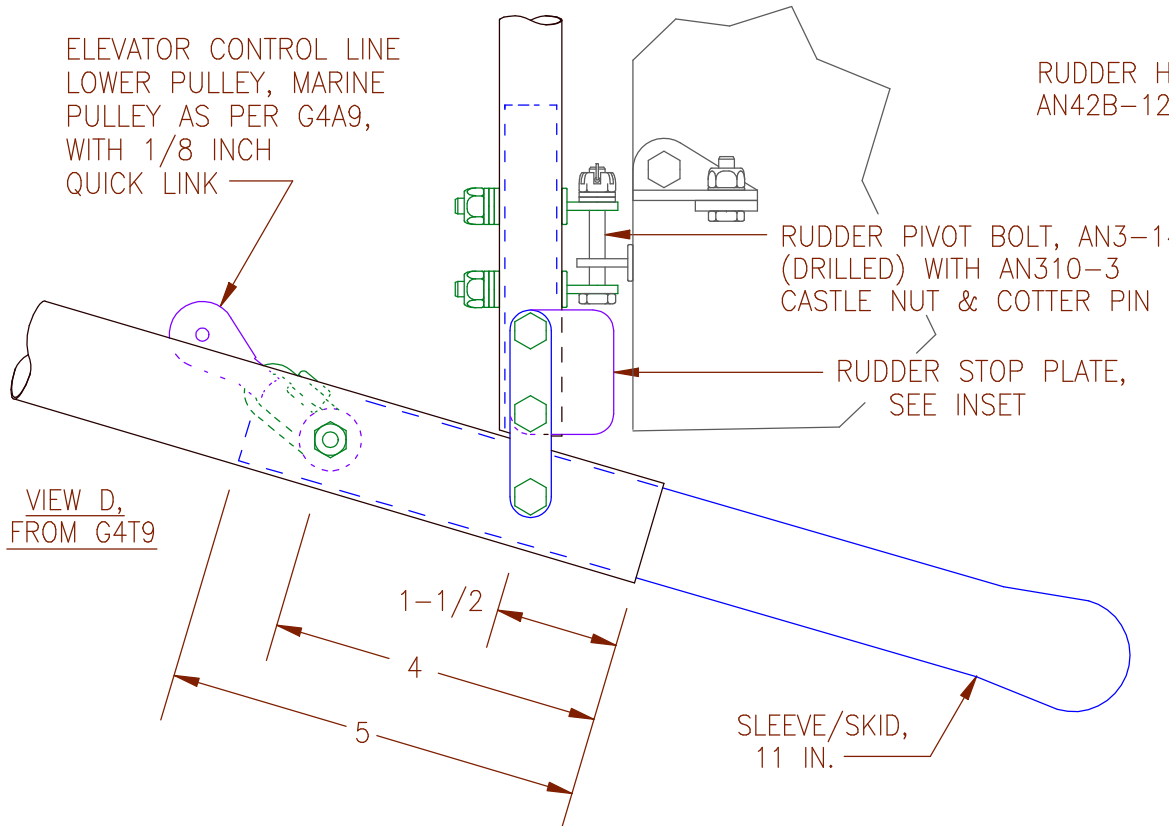 ELEVATOR CONTROL LINE
LOWER PULLEY, MARINE
PULLEY AS PER G4A9,
WITH 1/8 INCH
QUICK LINK
RUDDER
AN42B-12
RUDDER PIVOT BOLT,
(DRILLED) WITH AN310-3
CASTLE NUT & COTTER PIN
RUDDER STOP PLATE,
SEE INSET
VIEW D,
FROM G4T9
1-1/2
4
5
SLEEVE/SKID,
11 IN.